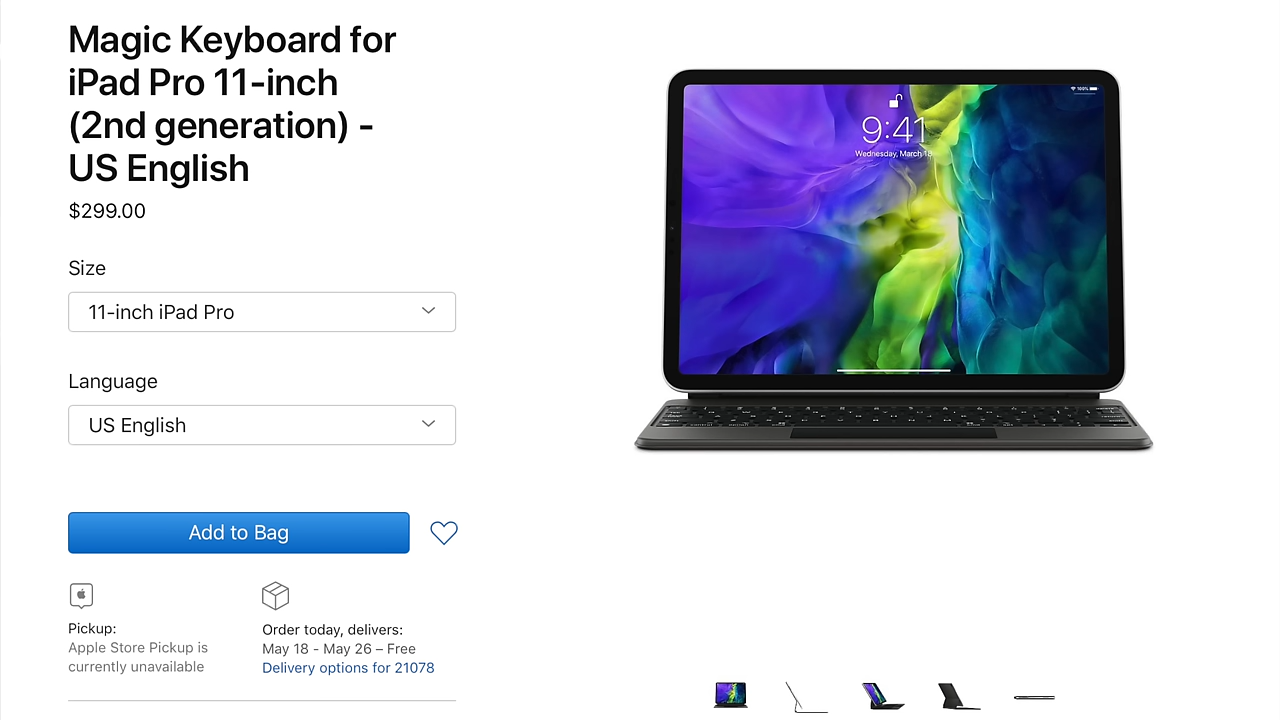 Magic Keyboard for
iPad Pro 11-inch
(2nd generation) -
US English
$299.00
Size
11-inch iPad Pro
Language
US English
Add to Bag
Pickup:
Apple Store Pickup is
currently unavailable
Order today, delivers:
May 18 - May 26 – Free
Delivery options for 21078
100%
9:41
Wednesday, March 18